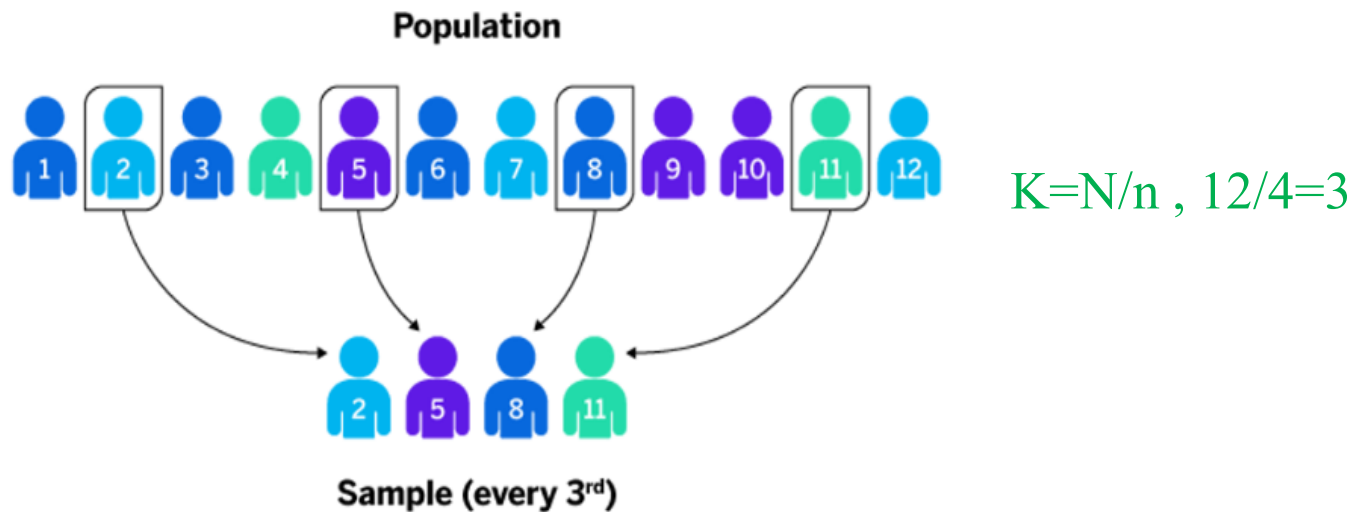 Population
1 2 3 4 5 6 7 8 9 10 11 12
K=N/n , 12/4=3
2 5 8 11
Sample (every 3rd)